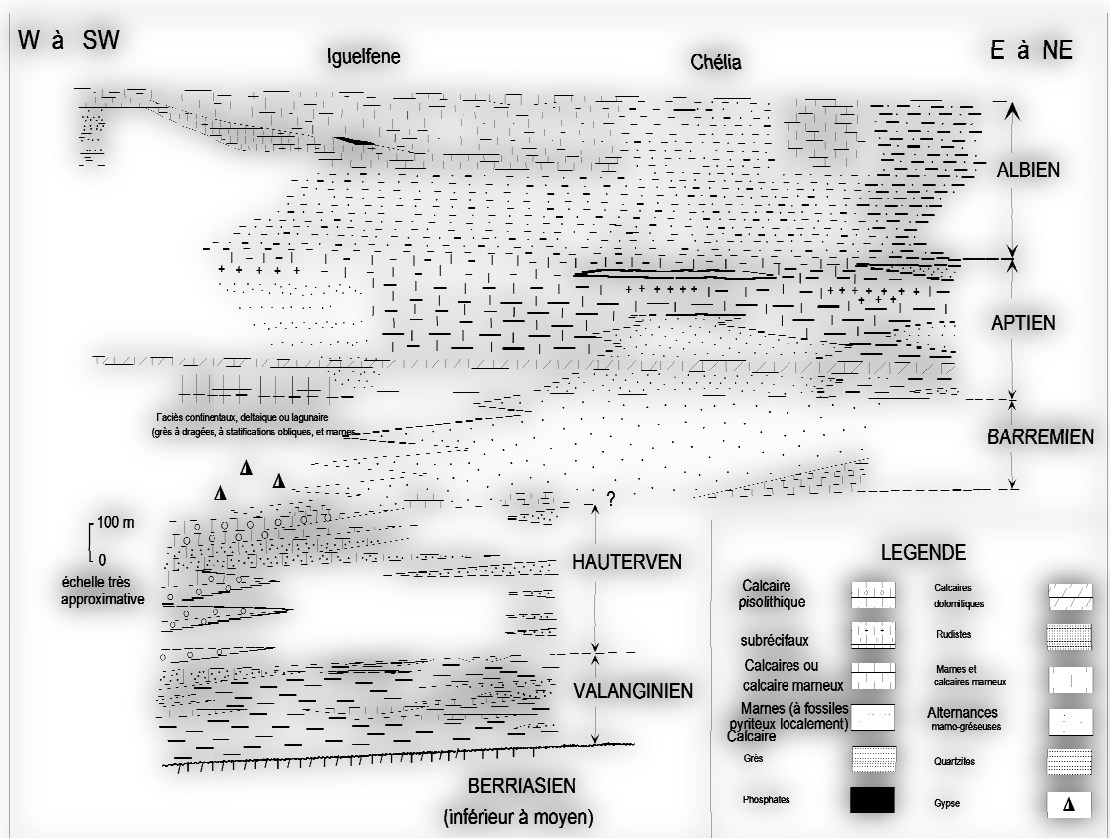 W à SW
Iguelfene
Chélia
E à NE
ALBIEN
APTIEN
BARREMIEN
Faciès continentaux, deltaique ou lagunaire
(grès à dragées, à statifications obliques, et marnes
?
100 m
0
échelle très
approximative
HAUTERVEN
VALANGINIEN
BERRIASIEN
(inférieur à moyen)
LEGENDE
Calcaire
pisolithique
subrécifaux
Calcaires ou
calcaire marneux
Marnes (à fossiles
pyriteux localement)
Calcaire
Grès
Phosphates
Calcaires
dolomitiques
Rudistes
Marnes et
calcaires marneux
Alternances
marno-gréseuses
Quartzites
Gypse